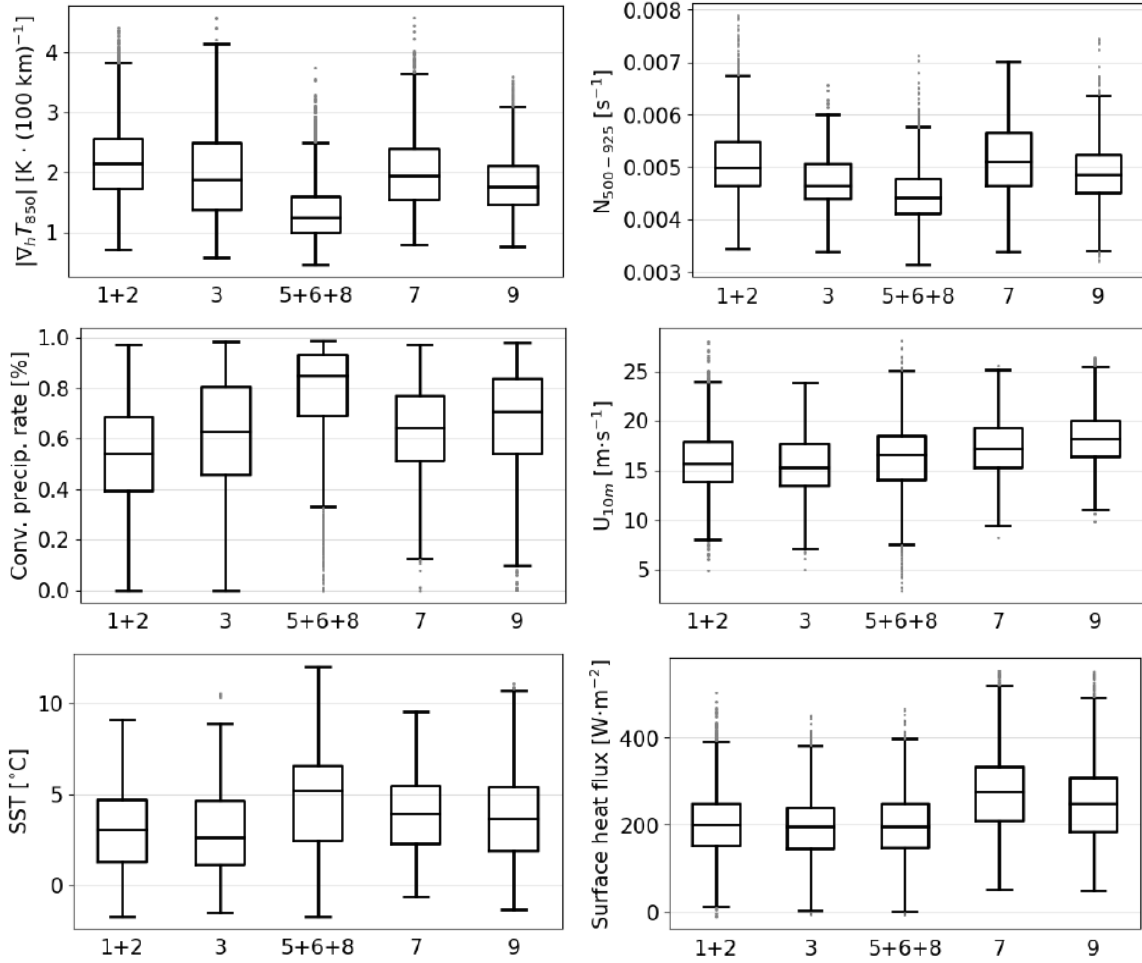 |∇ₕT₈₅₀| [K · (100 km)⁻¹]
4
3
2
1
1+2 3 5+6+8 7 9
N₅₀₀₋₉₂₅ [s⁻¹]
0.008
0.007
0.006
0.005
0.004
0.003
1+2 3 5+6+8 7 9
Conv. precip. rate [%]
1.0
0.8
0.6
0.4
0.2
0.0
1+2 3 5+6+8 7 9
U₁₀ₘ [m·s⁻¹]
25
20
15
10
5
1+2 3 5+6+8 7 9
SST [°C]
10
5
0
1+2 3 5+6+8 7 9
Surface heat flux [W·m⁻²]
400
200
0
1+2 3 5+6+8 7 9